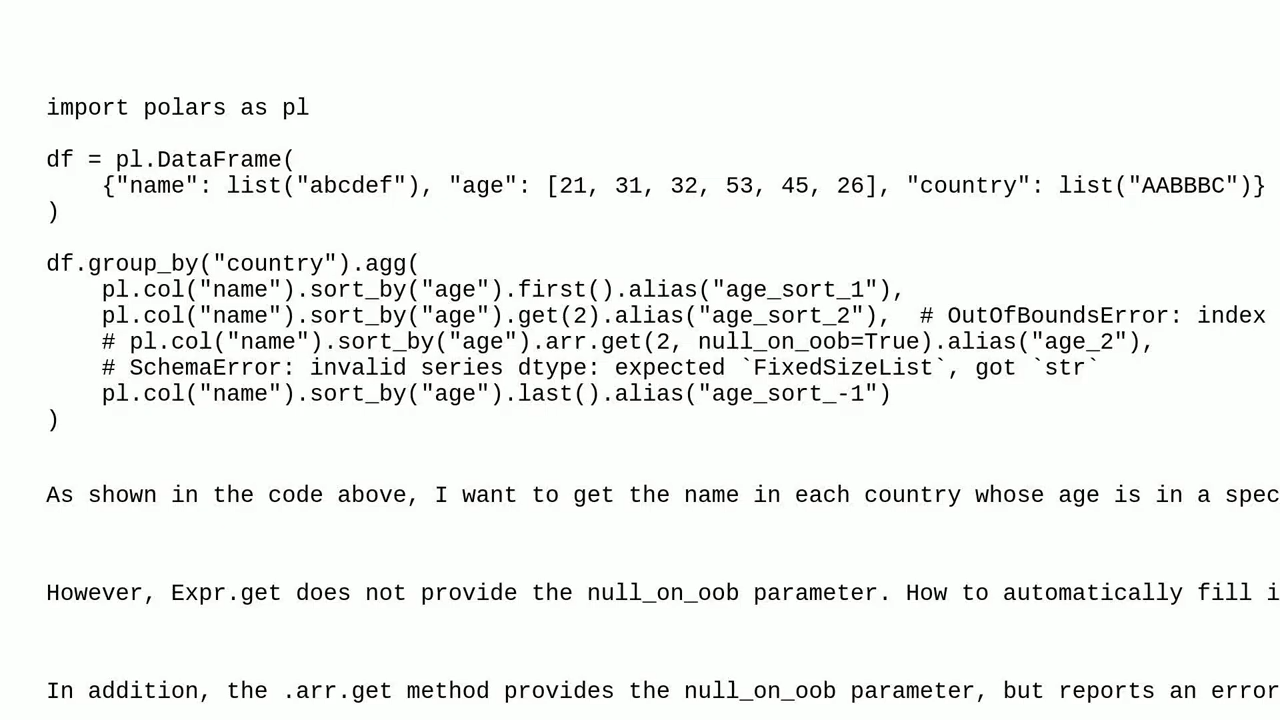 import polars as pl
df = pl.DataFrame(
    {"name": list("abcdef"), "age": [21, 31, 32, 53, 45, 26], "country": list("AABBBC")}
)
df.group_by("country").agg(
    pl.col("name").sort_by("age").first().alias("age_sort_1"),
    pl.col("name").sort_by("age").get(2).alias("age_sort_2"),  # OutOfBoundsError: index
    # pl.col("name").sort_by("age").arr.get(2, null_on_oob=True).alias("age_2"),
    # SchemaError: invalid series dtype: expected `FixedSizeList`, got `str`
    pl.col("name").sort_by("age").last().alias("age_sort_-1")
)
As shown in the code above, I want to get the name in each country whose age is in a spec
However, Expr.get does not provide the null_on_oob parameter. How to automatically fill i
In addition, the .arr.get method provides the null_on_oob parameter, but reports an error